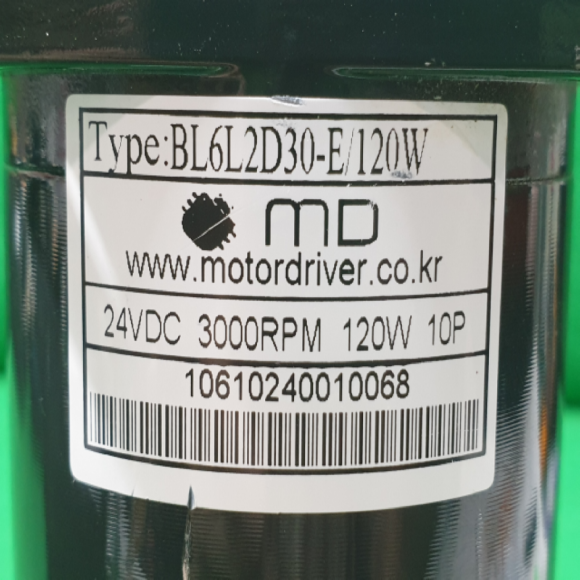 Type:BL6L2D30-E/120W
MD
www.motordriver.co.kr
24VDC 3000RPM 120W 10P
10610240010068